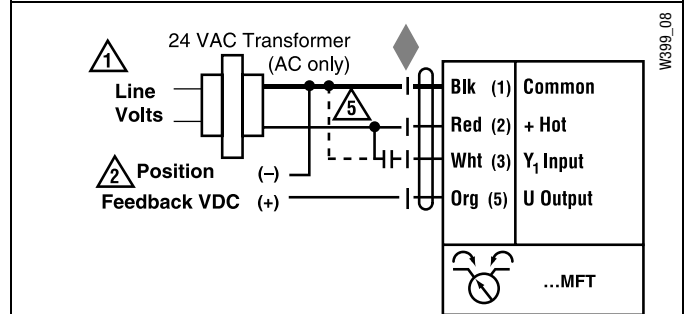 W399_08
1
24 VAC Transformer
(AC only)
Line
Volts
5
Blk (1) Common
Red (2) + Hot
Wht (3) Y₁ Input
Org (5) U Output
2 Position (–)
Feedback VDC (+)
...MFT